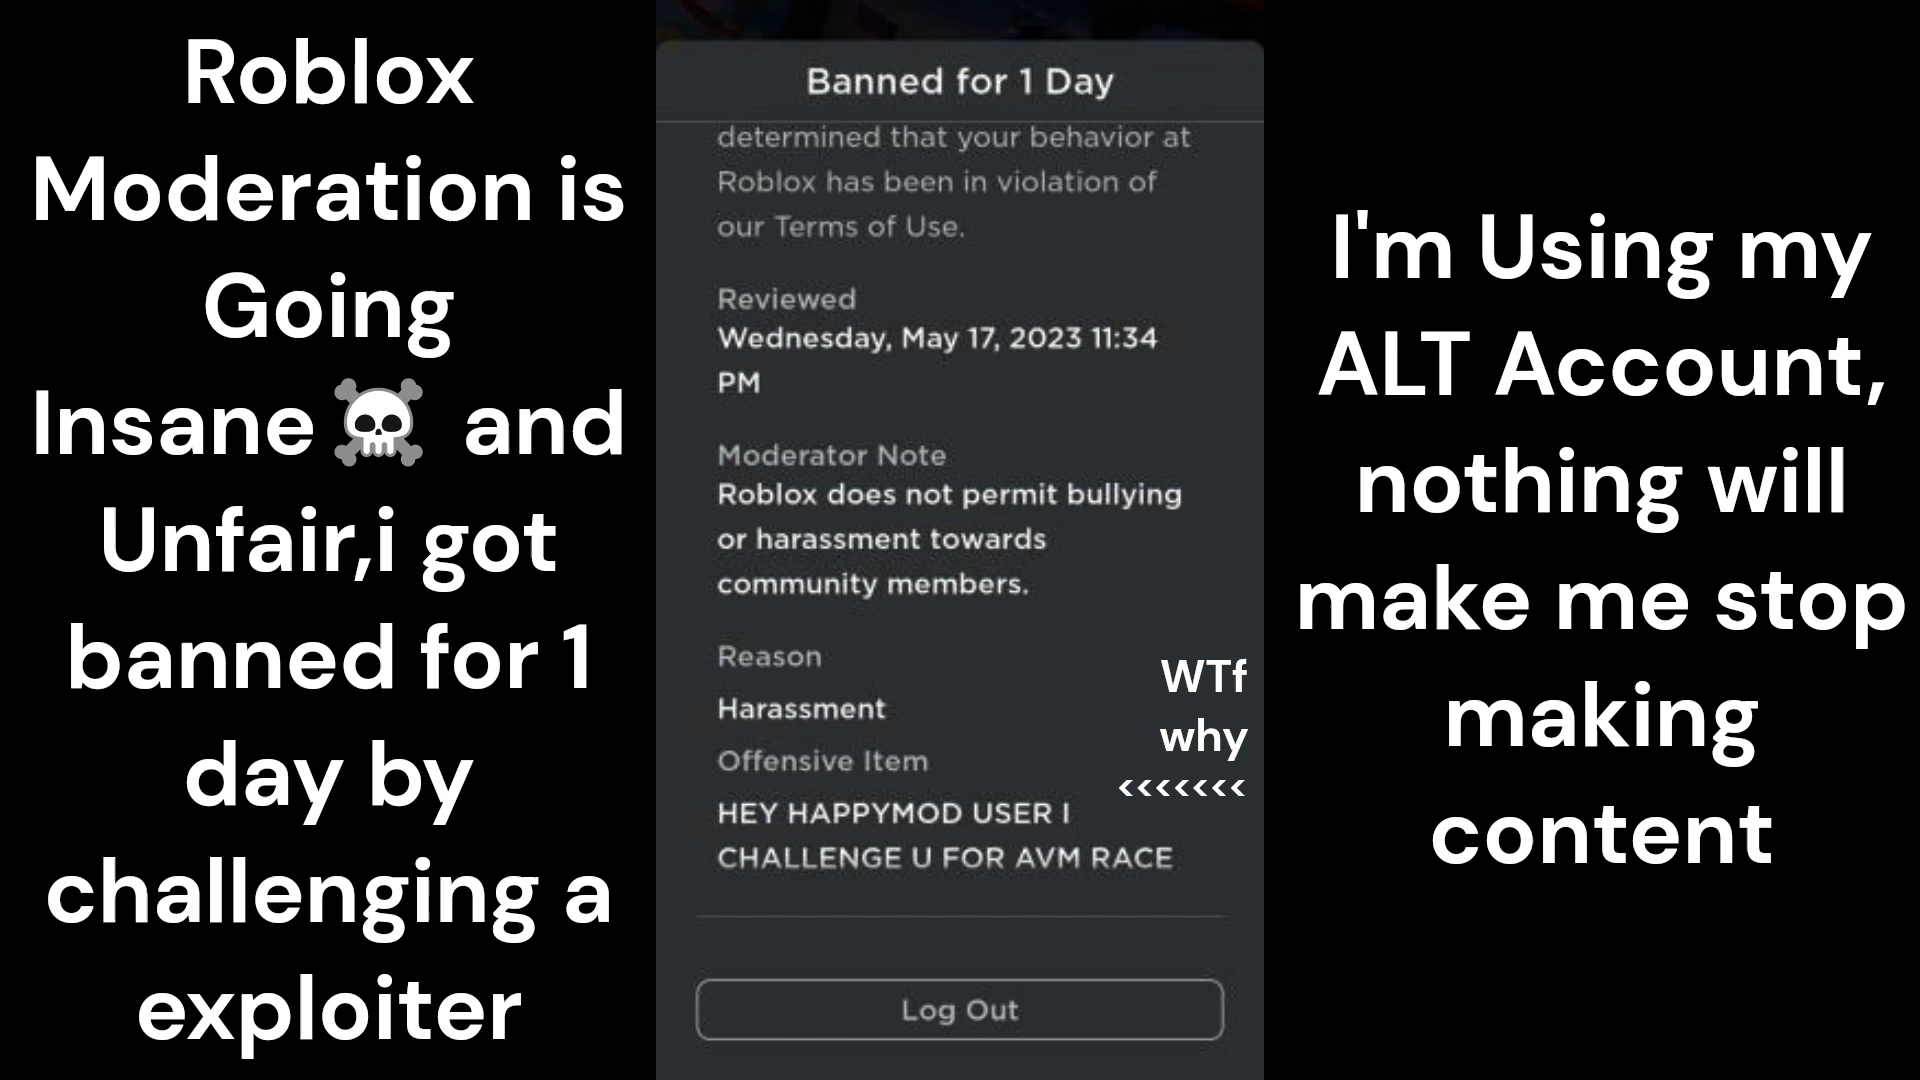 Roblox
Moderation is
Going
Insane☠ and
Unfair,i got
banned for 1
day by
challenging a
exploiter
Banned for 1 Day
determined that your behavior at
Roblox has been in violation of
our Terms of Use.
Reviewed
Wednesday, May 17, 2023 11:34
PM
Moderator Note
Roblox does not permit bullying
or harassment towards
community members.
Reason
Harassment
Offensive Item
HEY HAPPYMOD USER I
CHALLENGE U FOR AVM RACE
WTf
why
<<<<<<<
Log Out
I'm Using my
ALT Account,
nothing will
make me stop
making
content